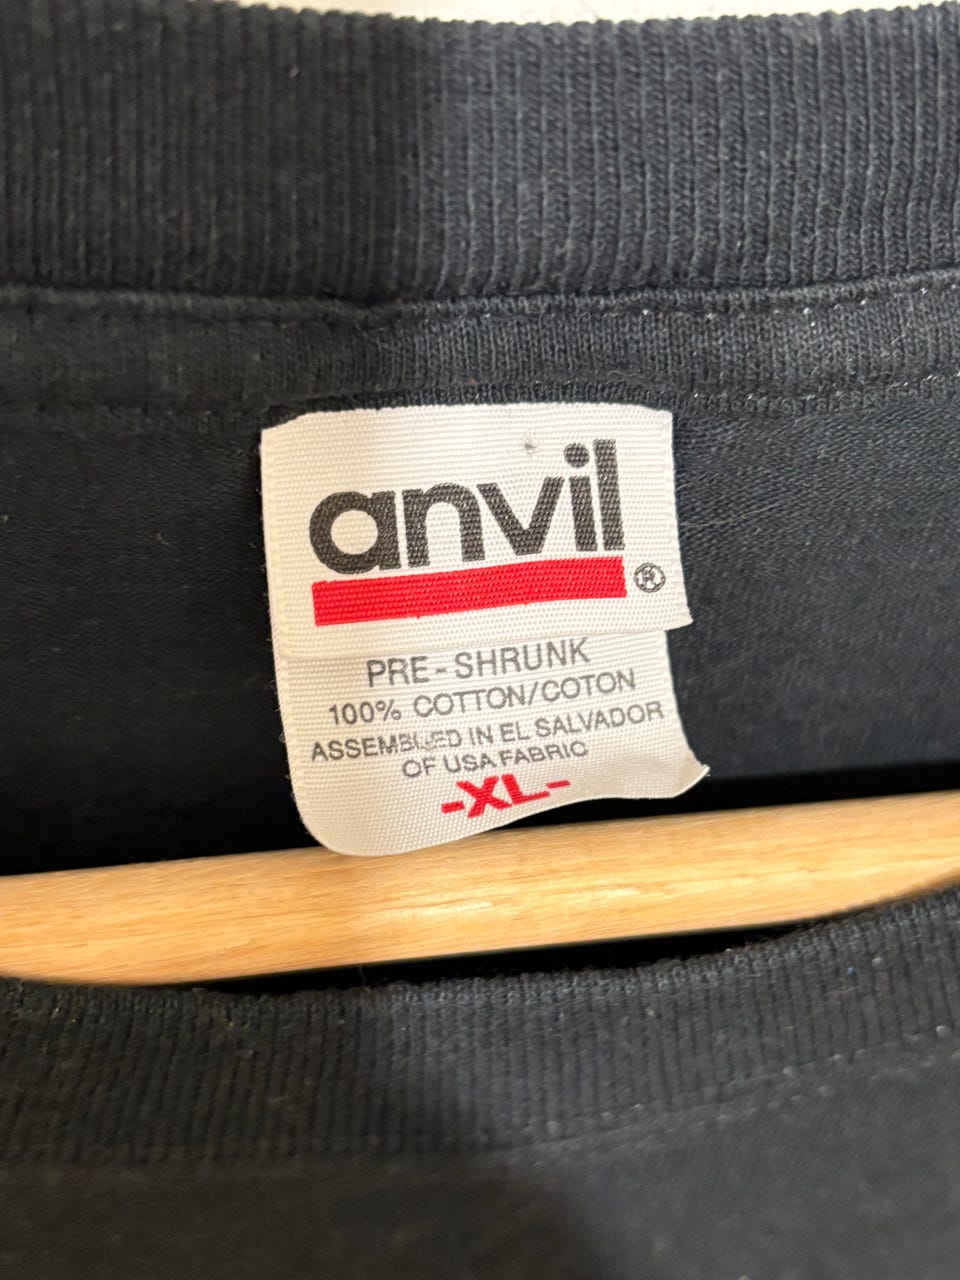 anvil
®
PRE-SHRUNK
100% COTTON/COTON
ASSEMBLED IN EL SALVADOR
OF USA FABRIC
-XL-